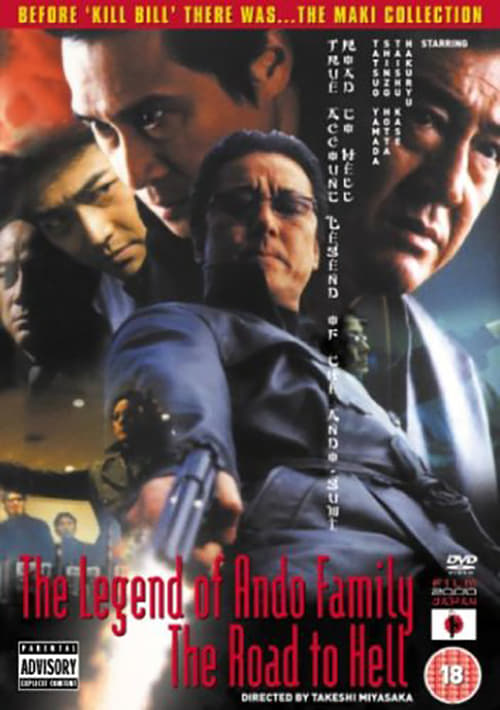 BEFORE 'KILL BILL' THERE WAS...THE MAKI COLLECTION
STARRING
HAKURYU
TAISHU KASE
SHINZO HOTTA
TATSUO YAMADA
ROAD TO HELL
TRUE ACCOUNT LEGEND OF THE ANDO-GUMI
The Legend of Ando Family
The Road to Hell
DIRECTED BY TAKESHI MIYASAKA
PARENTAL
ADVISORY
EXPLICIT CONTENT
DVD
VIDEO
FILM
2000
JAPAN
18